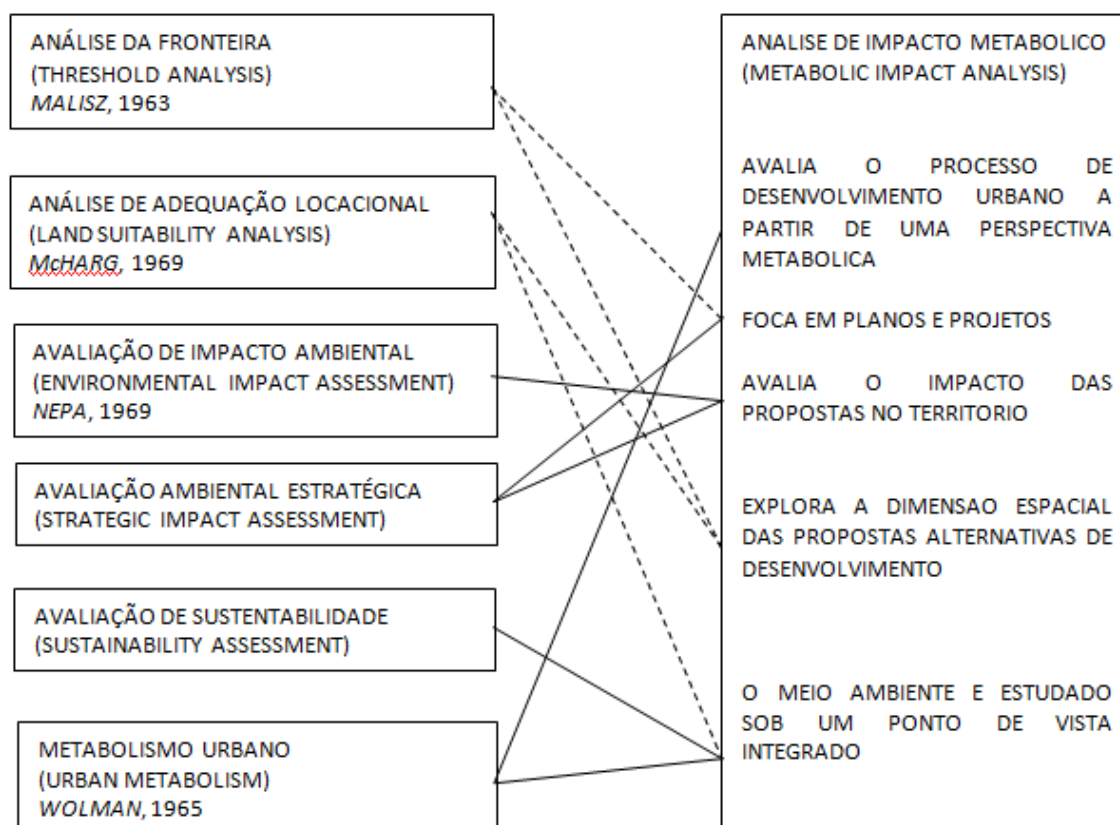 ANÁLISE DA FRONTEIRA
(THRESHOLD ANALYSIS)
MALISZ, 1963
ANÁLISE DE ADEQUAÇÃO LOCACIONAL
(LAND SUITABILITY ANALYSIS)
McHARG, 1969
AVALIAÇÃO DE IMPACTO AMBIENTAL
(ENVIRONMENTAL IMPACT ASSESSMENT)
NEPA, 1969
AVALIAÇÃO AMBIENTAL ESTRATÉGICA
(STRATEGIC IMPACT ASSESSMENT)
AVALIAÇÃO DE SUSTENTABILIDADE
(SUSTAINABILITY ASSESSMENT)
METABOLISMO URBANO
(URBAN METABOLISM)
WOLMAN, 1965
ANALISE DE IMPACTO METABOLICO
(METABOLIC IMPACT ANALYSIS)
AVALIA O PROCESSO DE
DESENVOLVIMENTO URBANO A
PARTIR DE UMA PERSPECTIVA
METABOLICA
FOCA EM PLANOS E PROJETOS
AVALIA O IMPACTO DAS
PROPOSTAS NO TERRITORIO
EXPLORA A DIMENSAO ESPACIAL
DAS PROPOSTAS ALTERNATIVAS DE
DESENVOLVIMENTO
O MEIO AMBIENTE E ESTUDADO
SOB UM PONTO DE VISTA
INTEGRADO